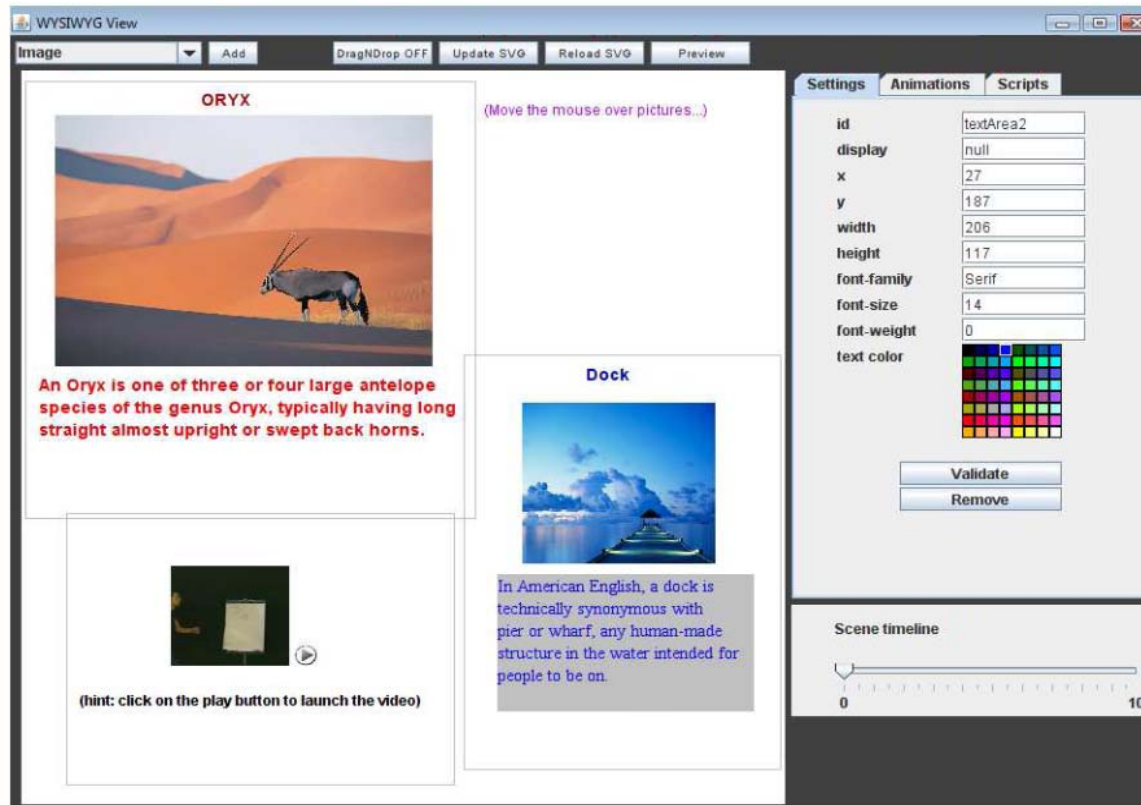 WYSIWYG View
Image
Add
DragNDrop OFF
Update SVG
Reload SVG
Preview
ORYX
(Move the mouse over pictures...)
An Oryx is one of three or four large antelope
species of the genus Oryx, typically having long
straight almost upright or swept back horns.
Dock
In American English, a dock is
technically synonymous with
pier or wharf, any human-made
structure in the water intended for
people to be on.
(hint: click on the play button to launch the video)
Settings
Animations
Scripts
id textArea2
display null
x 27
y 187
width 206
height 117
font-family Serif
font-size 14
font-weight 0
text color
Validate
Remove
Scene timeline
0 10